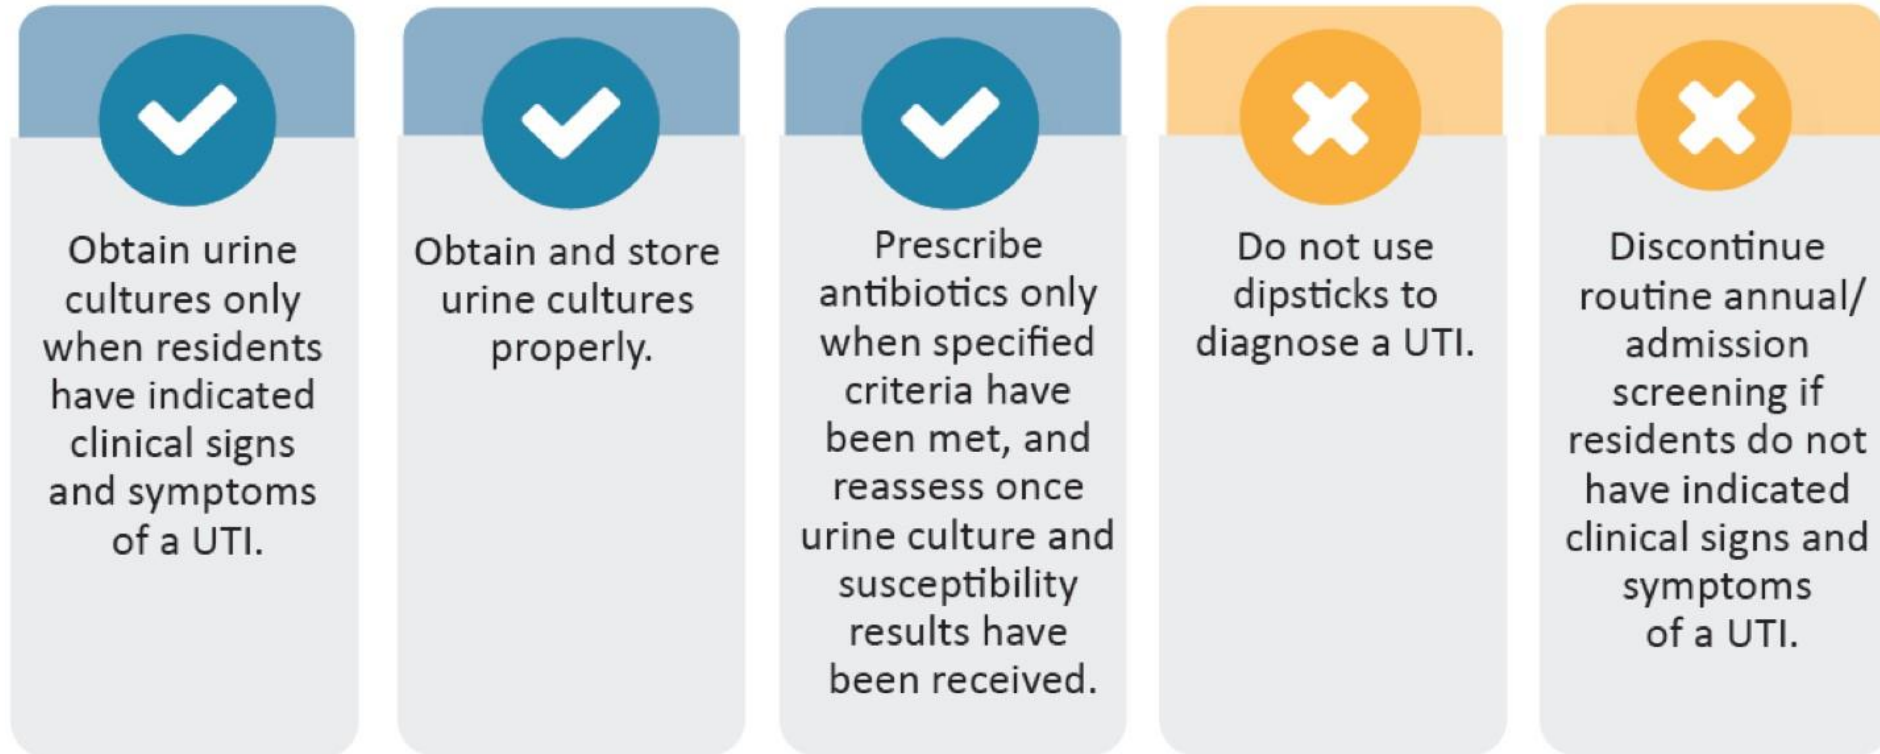 Obtain urine
cultures only
when residents
have indicated
clinical signs
and symptoms
of a UTI.
Obtain and store
urine cultures
properly.
Prescribe
antibiotics only
when specified
criteria have
been met, and
reassess once
urine culture and
susceptibility
results have
been received.
Do not use
dipsticks to
diagnose a UTI.
Discontinue
routine annual/
admission
screening if
residents do not
have indicated
clinical signs and
symptoms
of a UTI.